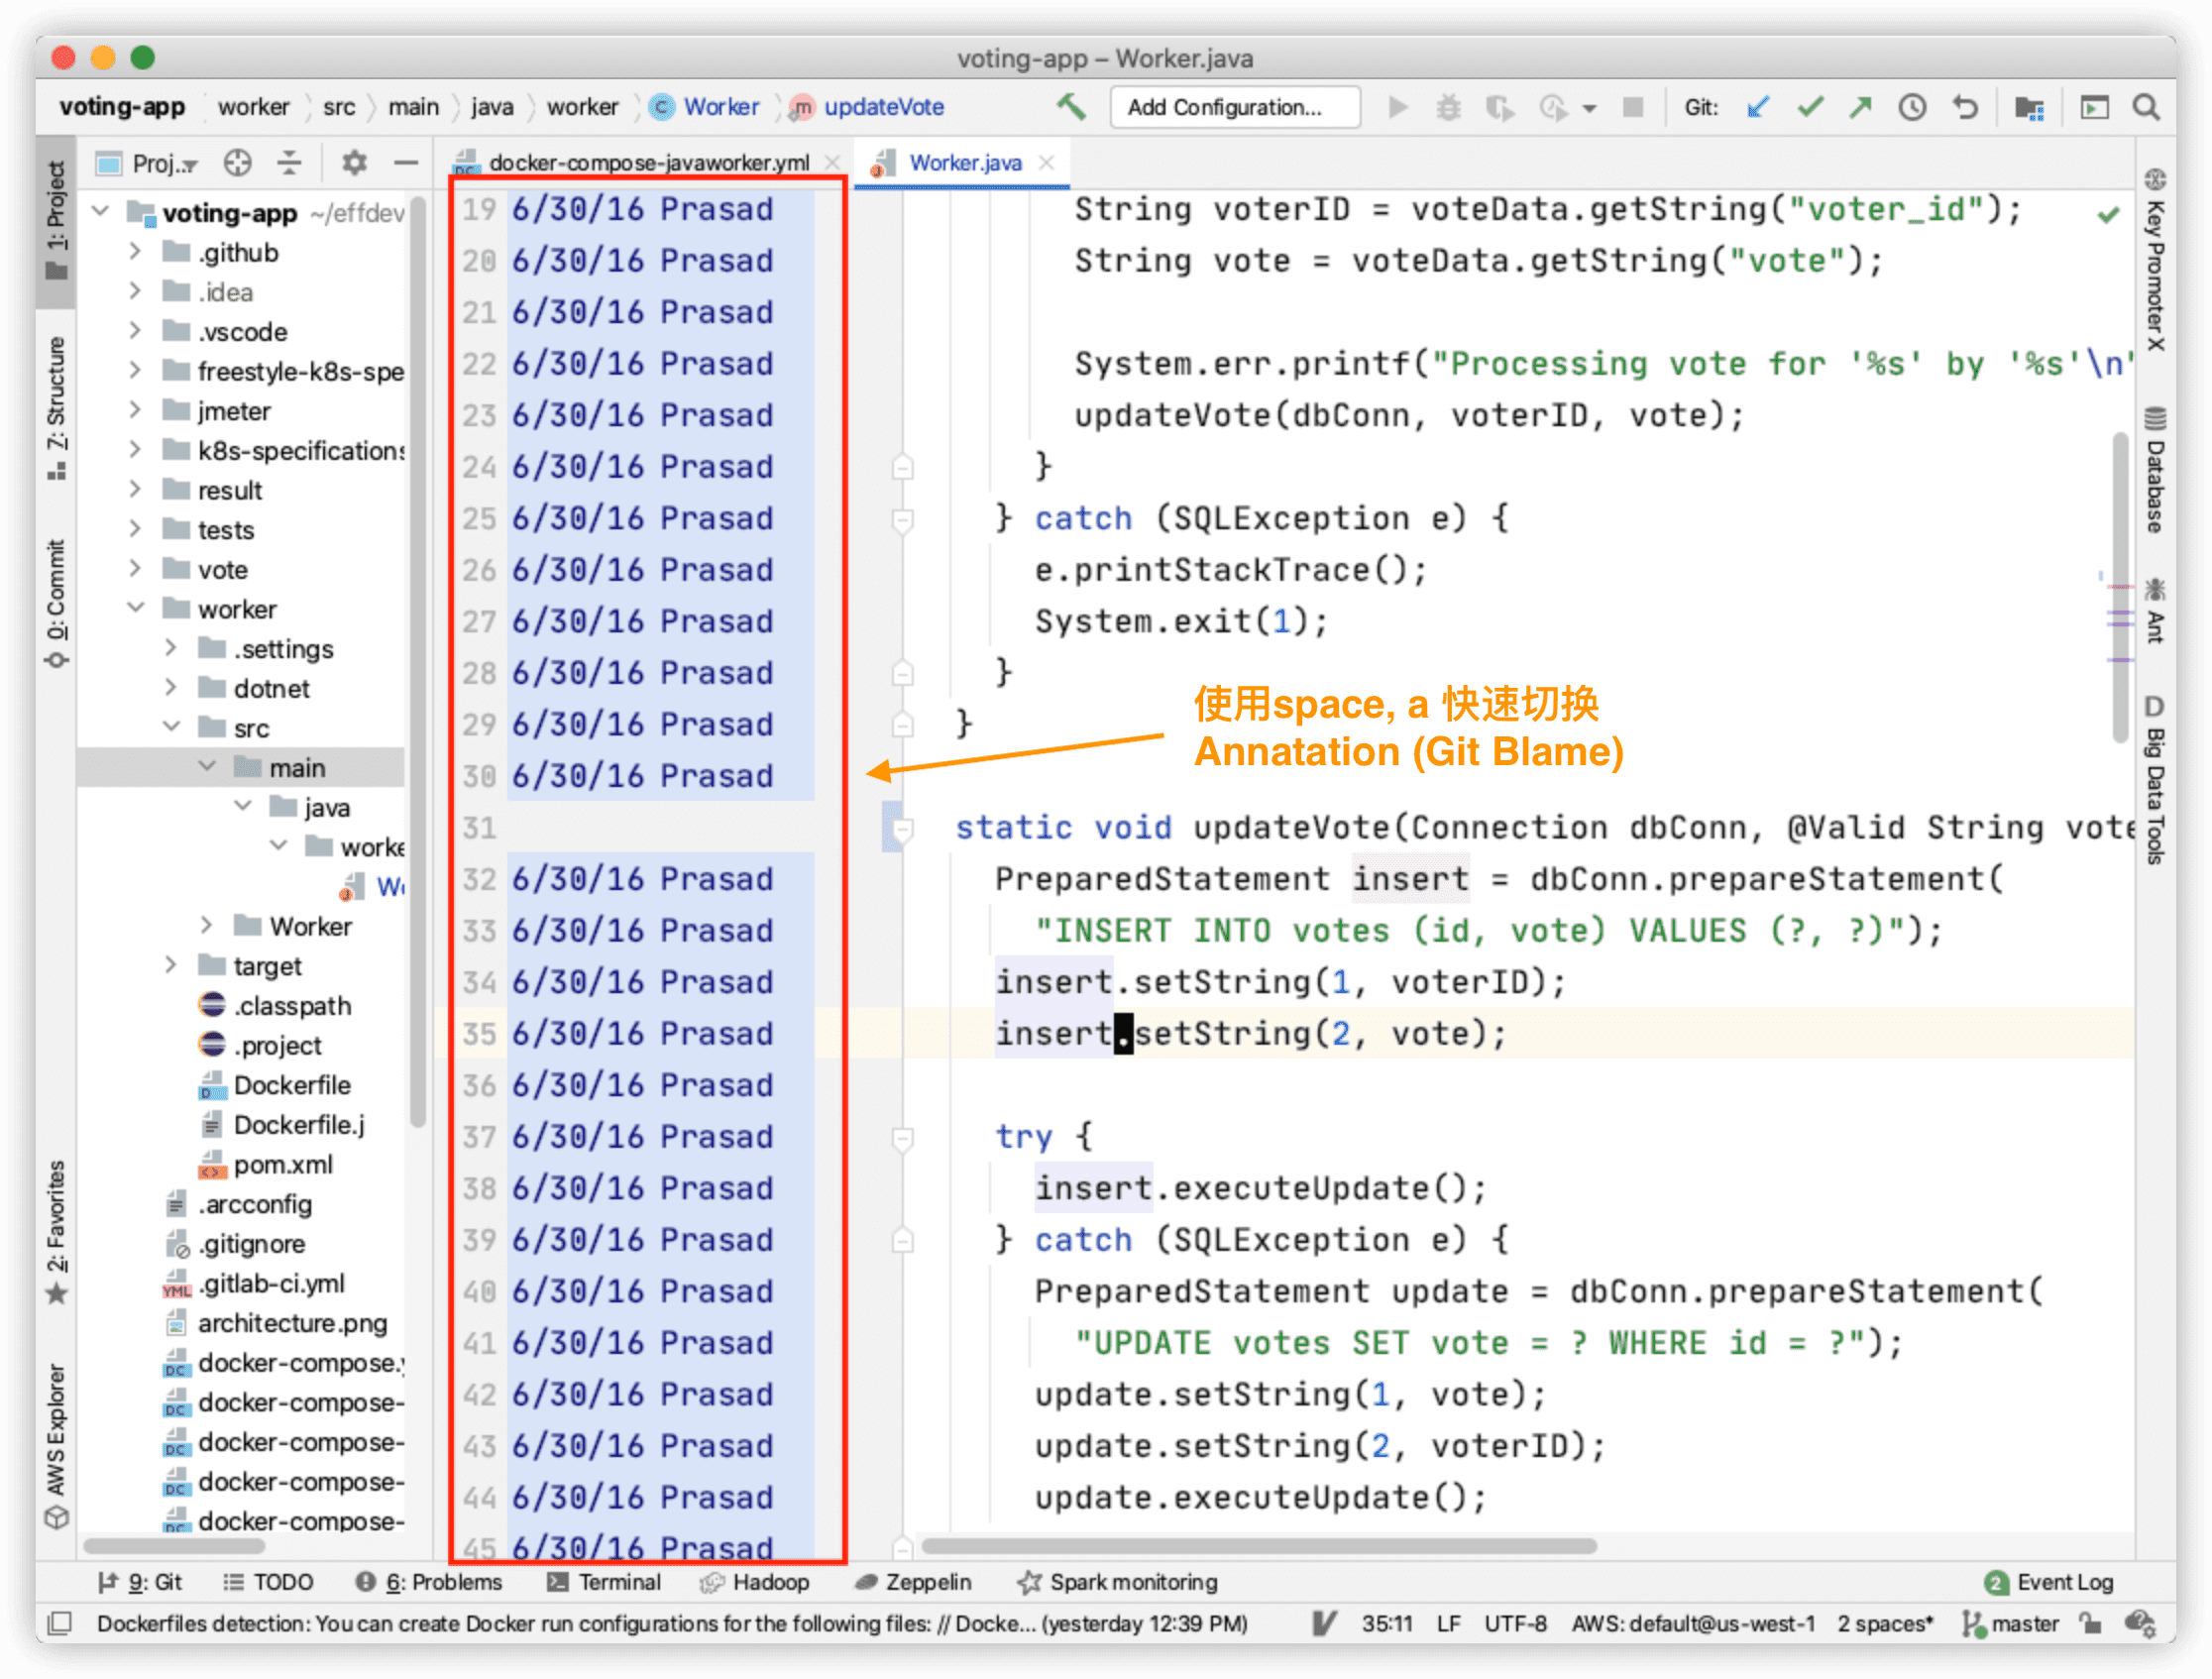 voting-app – Worker.java
voting-app worker src main java worker C Worker m updateVote Add Configuration... Git:
1: Project
Z: Structure
0: Commit
2: Favorites
AWS Explorer
Proj...
voting-app ~/effdev
.github
.idea
.vscode
freestyle-k8s-spe
jmeter
k8s-specifications
result
tests
vote
worker
.settings
dotnet
src
main
java
worke
Wo
Worker
target
.classpath
.project
Dockerfile
Dockerfile.j
pom.xml
.arcconfig
.gitignore
.gitlab-ci.yml
architecture.png
docker-compose.y
docker-compose-
docker-compose-
docker-compose-
docker-compose-
docker-compose-javaworker.yml Worker.java
19 6/30/16 Prasad String voterID = voteData.getString("voter_id");
20 6/30/16 Prasad String vote = voteData.getString("vote");
21 6/30/16 Prasad
22 6/30/16 Prasad System.err.printf("Processing vote for '%s' by '%s'\n"
23 6/30/16 Prasad updateVote(dbConn, voterID, vote);
24 6/30/16 Prasad }
25 6/30/16 Prasad } catch (SQLException e) {
26 6/30/16 Prasad e.printStackTrace();
27 6/30/16 Prasad System.exit(1);
28 6/30/16 Prasad }
29 6/30/16 Prasad }
30 6/30/16 Prasad
31 static void updateVote(Connection dbConn, @Valid String vote
32 6/30/16 Prasad PreparedStatement insert = dbConn.prepareStatement(
33 6/30/16 Prasad "INSERT INTO votes (id, vote) VALUES (?, ?)");
34 6/30/16 Prasad insert.setString(1, voterID);
35 6/30/16 Prasad insert.setString(2, vote);
36 6/30/16 Prasad
37 6/30/16 Prasad try {
38 6/30/16 Prasad insert.executeUpdate();
39 6/30/16 Prasad } catch (SQLException e) {
40 6/30/16 Prasad PreparedStatement update = dbConn.prepareStatement(
41 6/30/16 Prasad "UPDATE votes SET vote = ? WHERE id = ?");
42 6/30/16 Prasad update.setString(1, vote);
43 6/30/16 Prasad update.setString(2, voterID);
44 6/30/16 Prasad update.executeUpdate();
45 6/30/16 Prasad
使用space, a 快速切换
Annatation (Git Blame)
Key Promoter X
Database
Ant
D Big Data Tools
9: Git TODO 6: Problems Terminal Hadoop Zeppelin Spark monitoring 2 Event Log
Dockerfiles detection: You can create Docker run configurations for the following files: // Docke... (yesterday 12:39 PM) 35:11 LF UTF-8 AWS: default@us-west-1 2 spaces* master